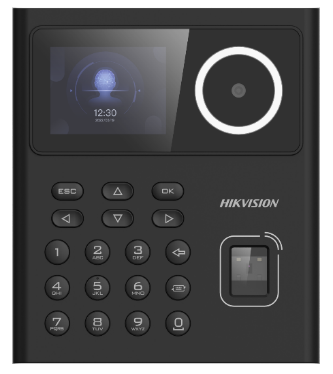 12:30
ESC
OK
HIKVISION
1
2
ABC
3
DEF
4
GHI
5
JKL
6
MNO
7
PQRS
8
TUV
9
WXYZ
0